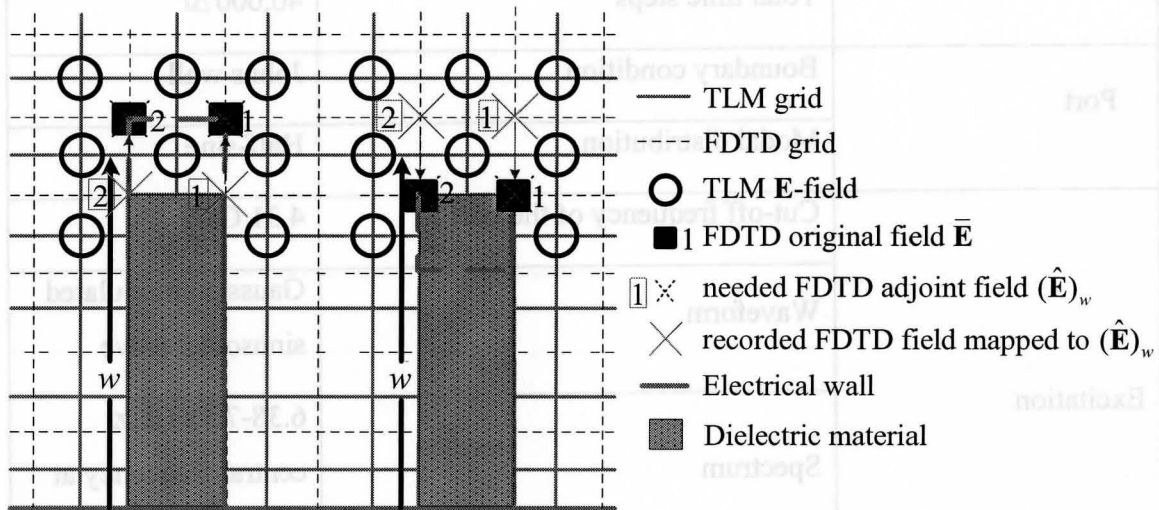 2 1 2 1
2 1 2 1
w w
TLM grid
FDTD grid
TLM E-field
1 FDTD original field Ē
1 needed FDTD adjoint field (Ê)w
recorded FDTD field mapped to (Ê)w
Electrical wall
Dielectric material